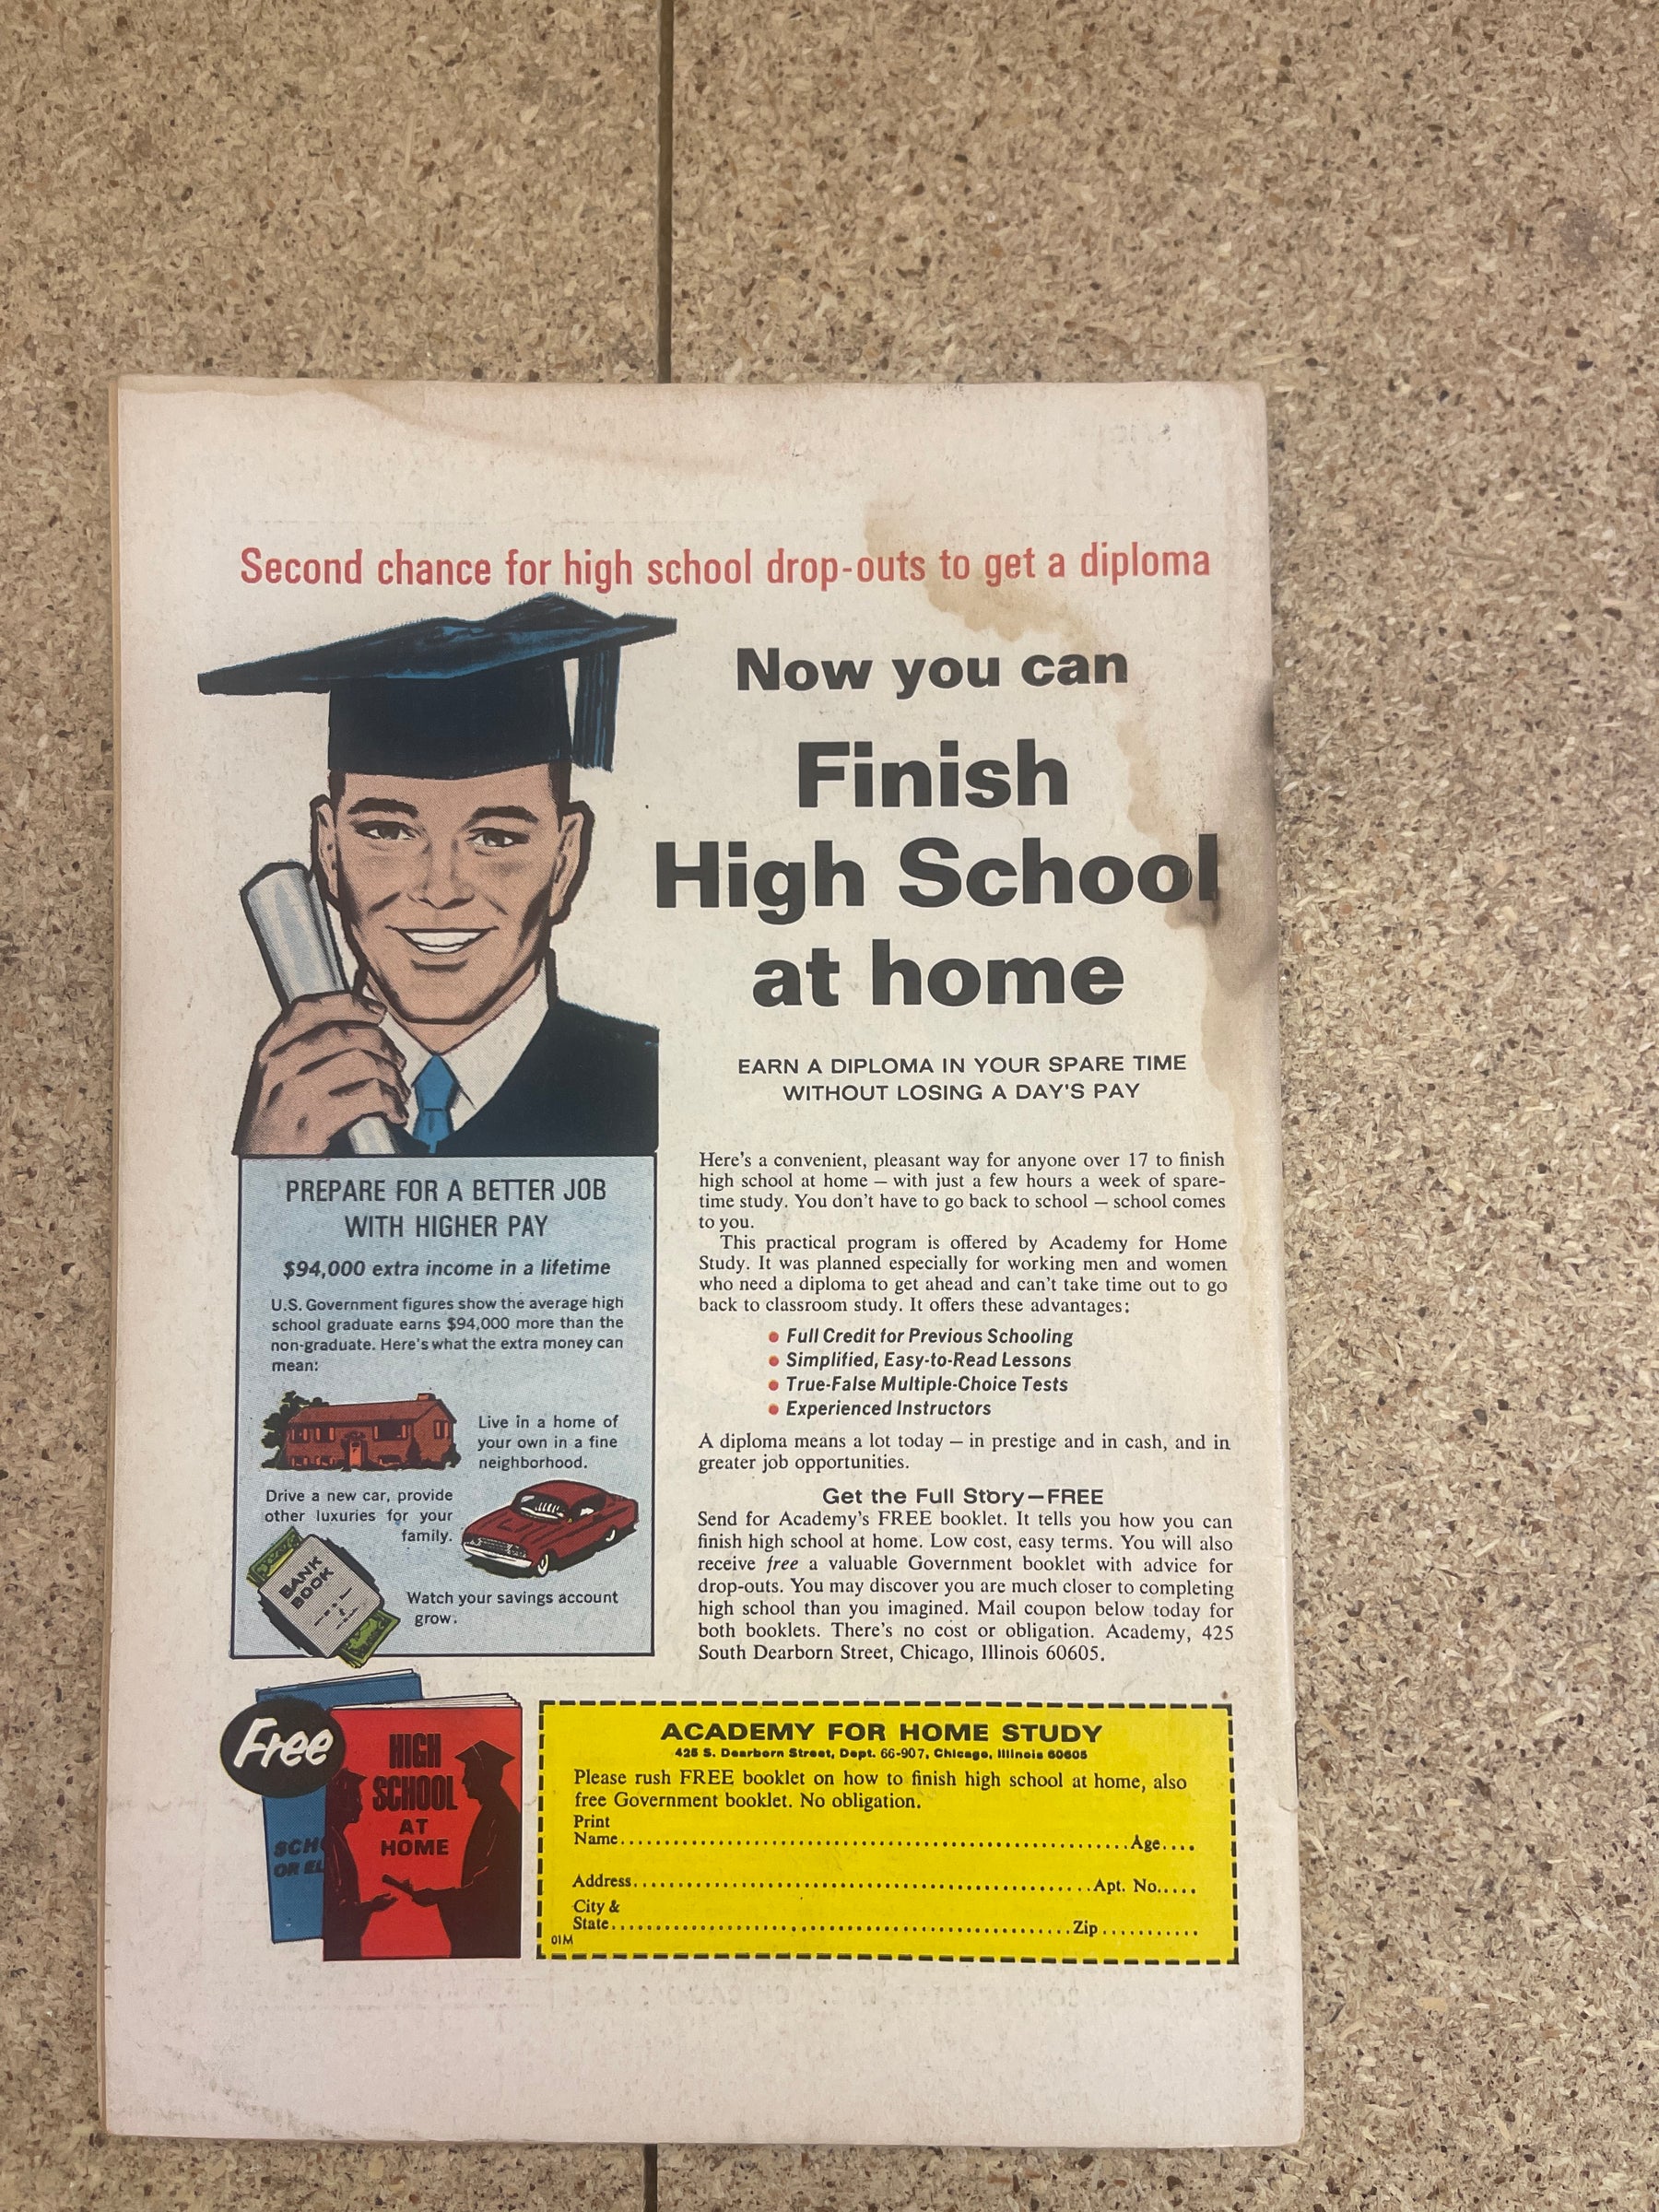 Second chance for high school drop-outs to get a diploma
Now you can
Finish
High School
at home
EARN A DIPLOMA IN YOUR SPARE TIME
WITHOUT LOSING A DAY'S PAY
PREPARE FOR A BETTER JOB
WITH HIGHER PAY
$94,000 extra income in a lifetime
U.S. Government figures show the average high
school graduate earns $94,000 more than the
non-graduate. Here's what the extra money can
mean:
Live in a home of
your own in a fine
neighborhood.
Drive a new car, provide
other luxuries for your
family.
BANK
BOOK
Watch your savings account
grow.
Here's a convenient, pleasant way for anyone over 17 to finish
high school at home — with just a few hours a week of spare-
time study. You don't have to go back to school — school comes
to you.
This practical program is offered by Academy for Home
Study. It was planned especially for working men and women
who need a diploma to get ahead and can't take time out to go
back to classroom study. It offers these advantages:
• Full Credit for Previous Schooling
• Simplified, Easy-to-Read Lessons
• True-False Multiple-Choice Tests
• Experienced Instructors
A diploma means a lot today — in prestige and in cash, and in
greater job opportunities.
Get the Full Story—FREE
Send for Academy's FREE booklet. It tells you how you can
finish high school at home. Low cost, easy terms. You will also
receive free a valuable Government booklet with advice for
drop-outs. You may discover you are much closer to completing
high school than you imagined. Mail coupon below today for
both booklets. There's no cost or obligation. Academy, 425
South Dearborn Street, Chicago, Illinois 60605.
Free
SCHO
OR EL
HIGH
SCHOOL
AT
HOME
ACADEMY FOR HOME STUDY
425 S. Dearborn Street, Dept. 66-907, Chicago, Illinois 60605
Please rush FREE booklet on how to finish high school at home, also
free Government booklet. No obligation.
Print
Name........................................Age....
Address........................................Apt. No.....
City &
State........................................Zip...........
01M